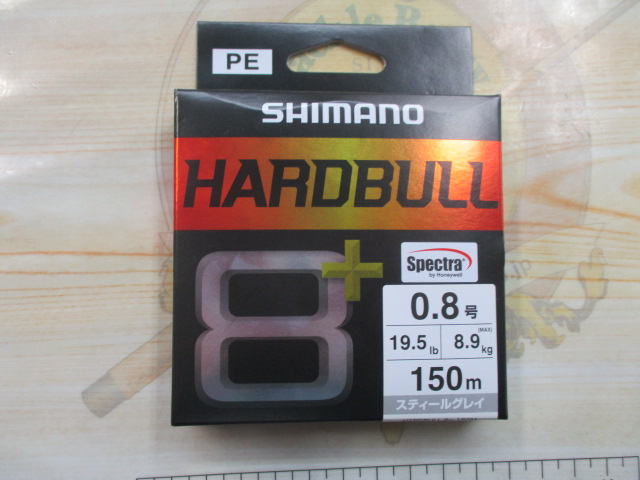 PE
SHIMANO
HARDBULL
8+
Spectra®
by Honeywell
0.8号
19.5lb
(MAX)
8.9kg
150m
スティールグレイ